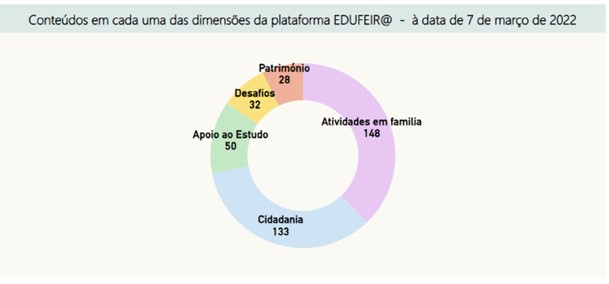 Conteúdos em cada uma das dimensões da plataforma EDUFEIR@ - à data de 7 de março de 2022
Património
28
Desafios
32
Atividades em familia
148
Apoio ao Estudo
50
Cidadania
133